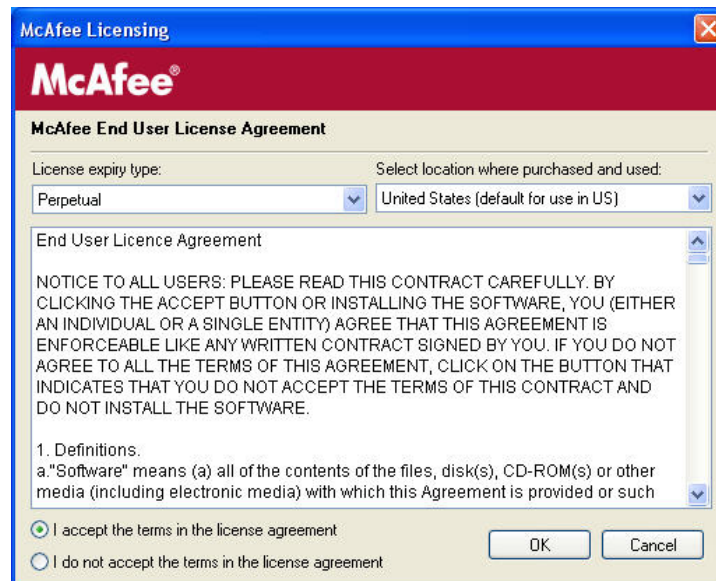 McAfee Licensing
McAfee®
McAfee End User License Agreement
License expiry type:
Select location where purchased and used:
Perpetual
United States (default for use in US)
End User Licence Agreement
NOTICE TO ALL USERS: PLEASE READ THIS CONTRACT CAREFULLY. BY
CLICKING THE ACCEPT BUTTON OR INSTALLING THE SOFTWARE, YOU (EITHER
AN INDIVIDUAL OR A SINGLE ENTITY) AGREE THAT THIS AGREEMENT IS
ENFORCEABLE LIKE ANY WRITTEN CONTRACT SIGNED BY YOU. IF YOU DO NOT
AGREE TO ALL THE TERMS OF THIS AGREEMENT, CLICK ON THE BUTTON THAT
INDICATES THAT YOU DO NOT ACCEPT THE TERMS OF THIS CONTRACT AND
DO NOT INSTALL THE SOFTWARE.
1. Definitions.
a."Software" means (a) all of the contents of the files, disk(s), CD-ROM(s) or other
media (including electronic media) with which this Agreement is provided or such
I accept the terms in the license agreement
I do not accept the terms in the license agreement
OK
Cancel